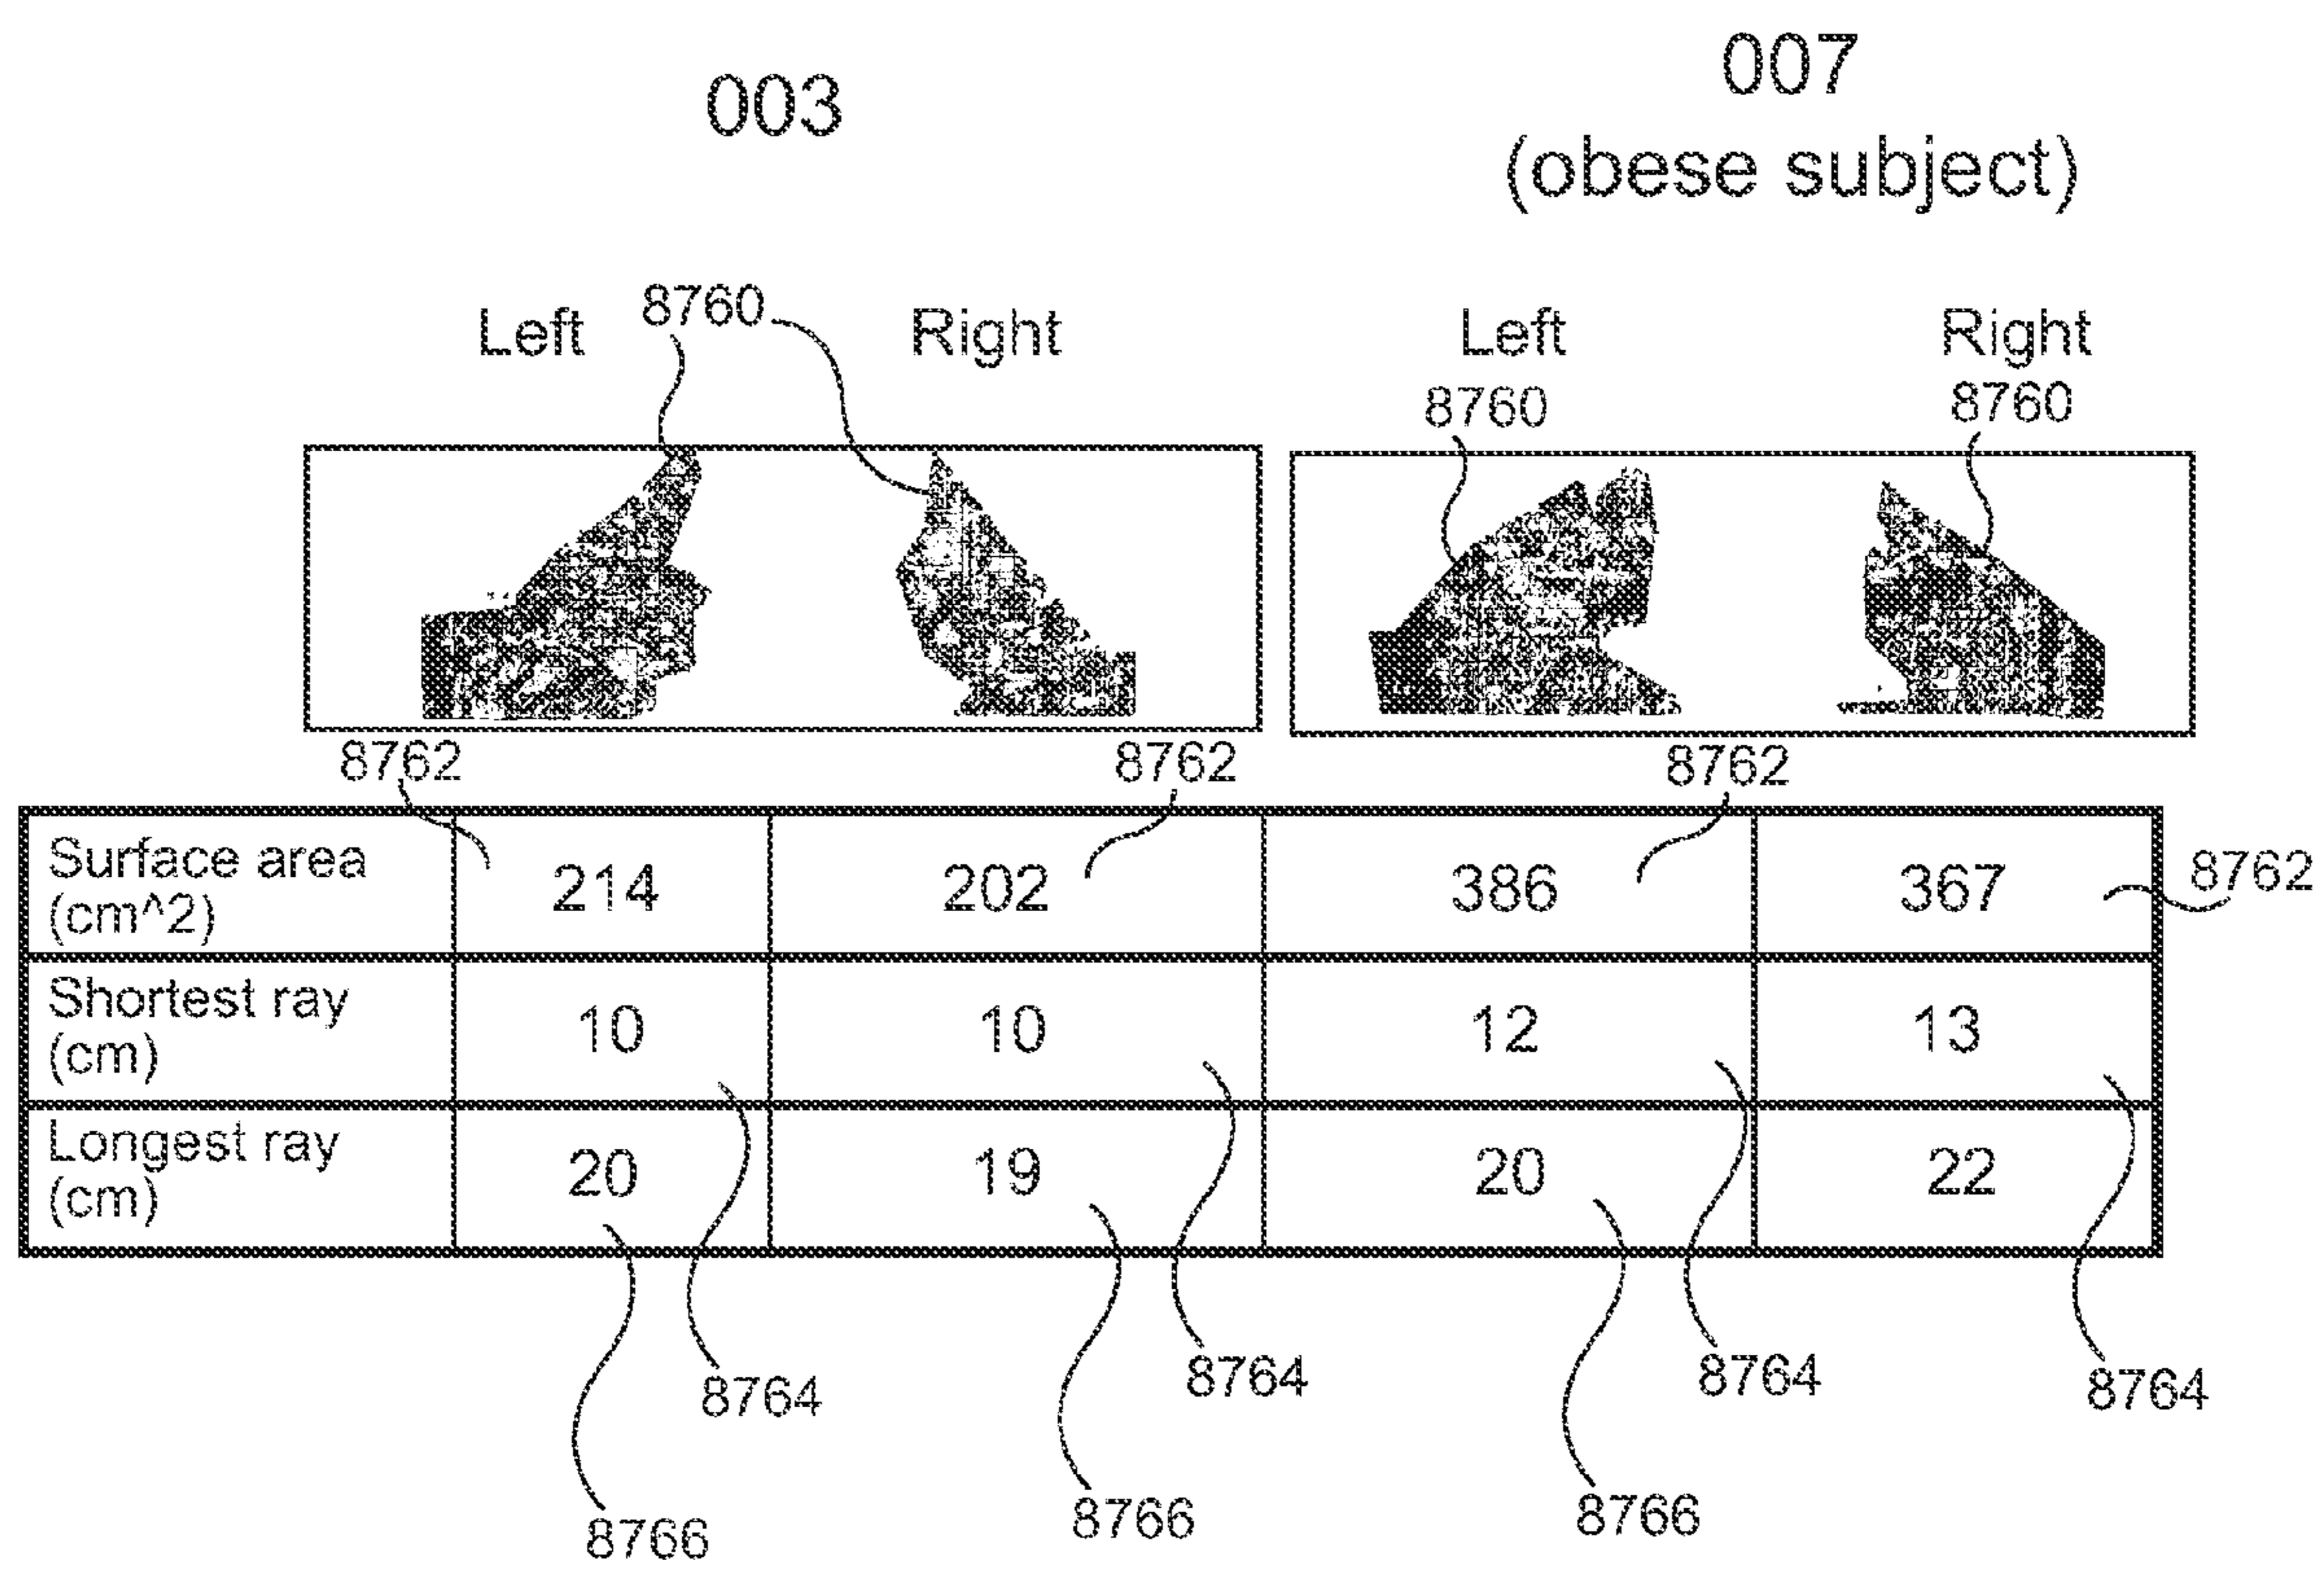 003
007
(obese subject)
Left
8760
Right
Left
Right
8760
8760
8762
8762
8762
Surface area
(cm^2)
214
202
386
367
8762
Shortest ray
(cm)
10
10
12
13
Longest ray
(cm)
20
19
20
22
8764
8764
8764
8764
8766
8766
8766